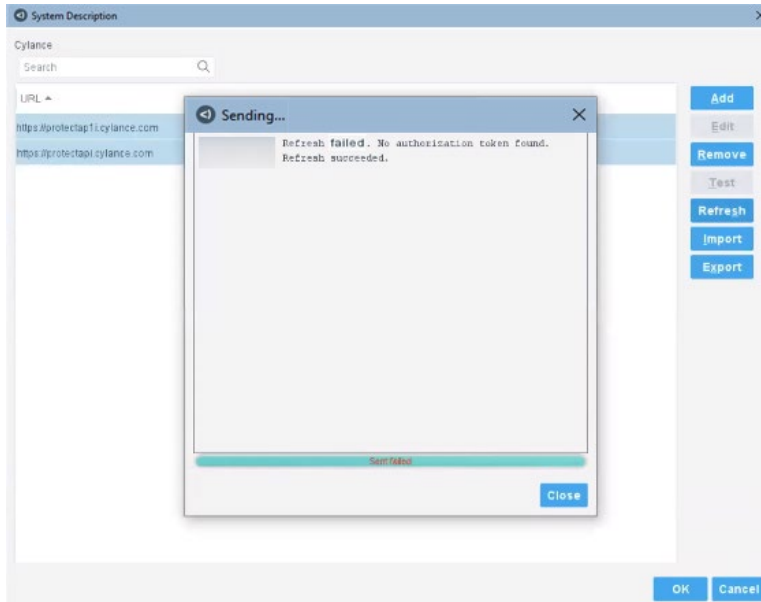 System Description
Cylance
Search
URL
https://protectap1i.cylance.com
https://protectapi.cylance.com
Add
Edit
Remove
Test
Refresh
Import
Export
Sending...
Refresh failed. No authorization token found.
Refresh succeeded.
Sent failed
Close
OK
Cancel